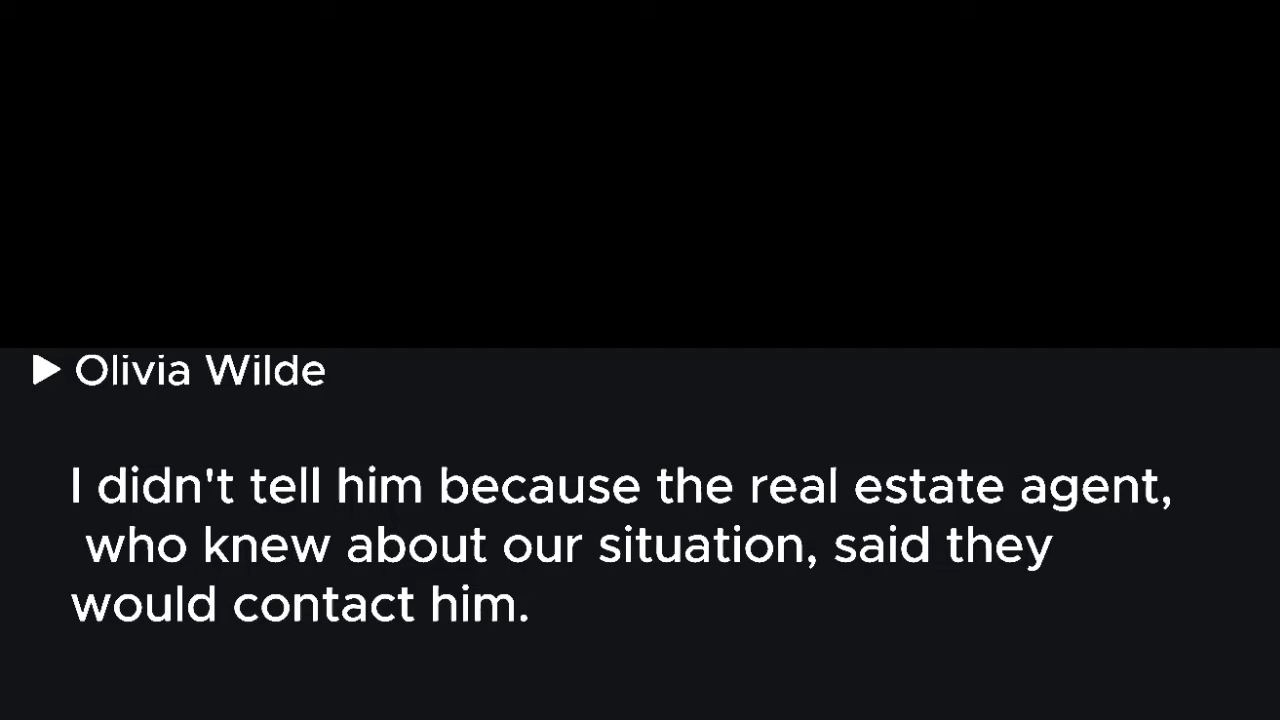 ▶ Olivia Wilde
I didn't tell him because the real estate agent,
who knew about our situation, said they
would contact him.